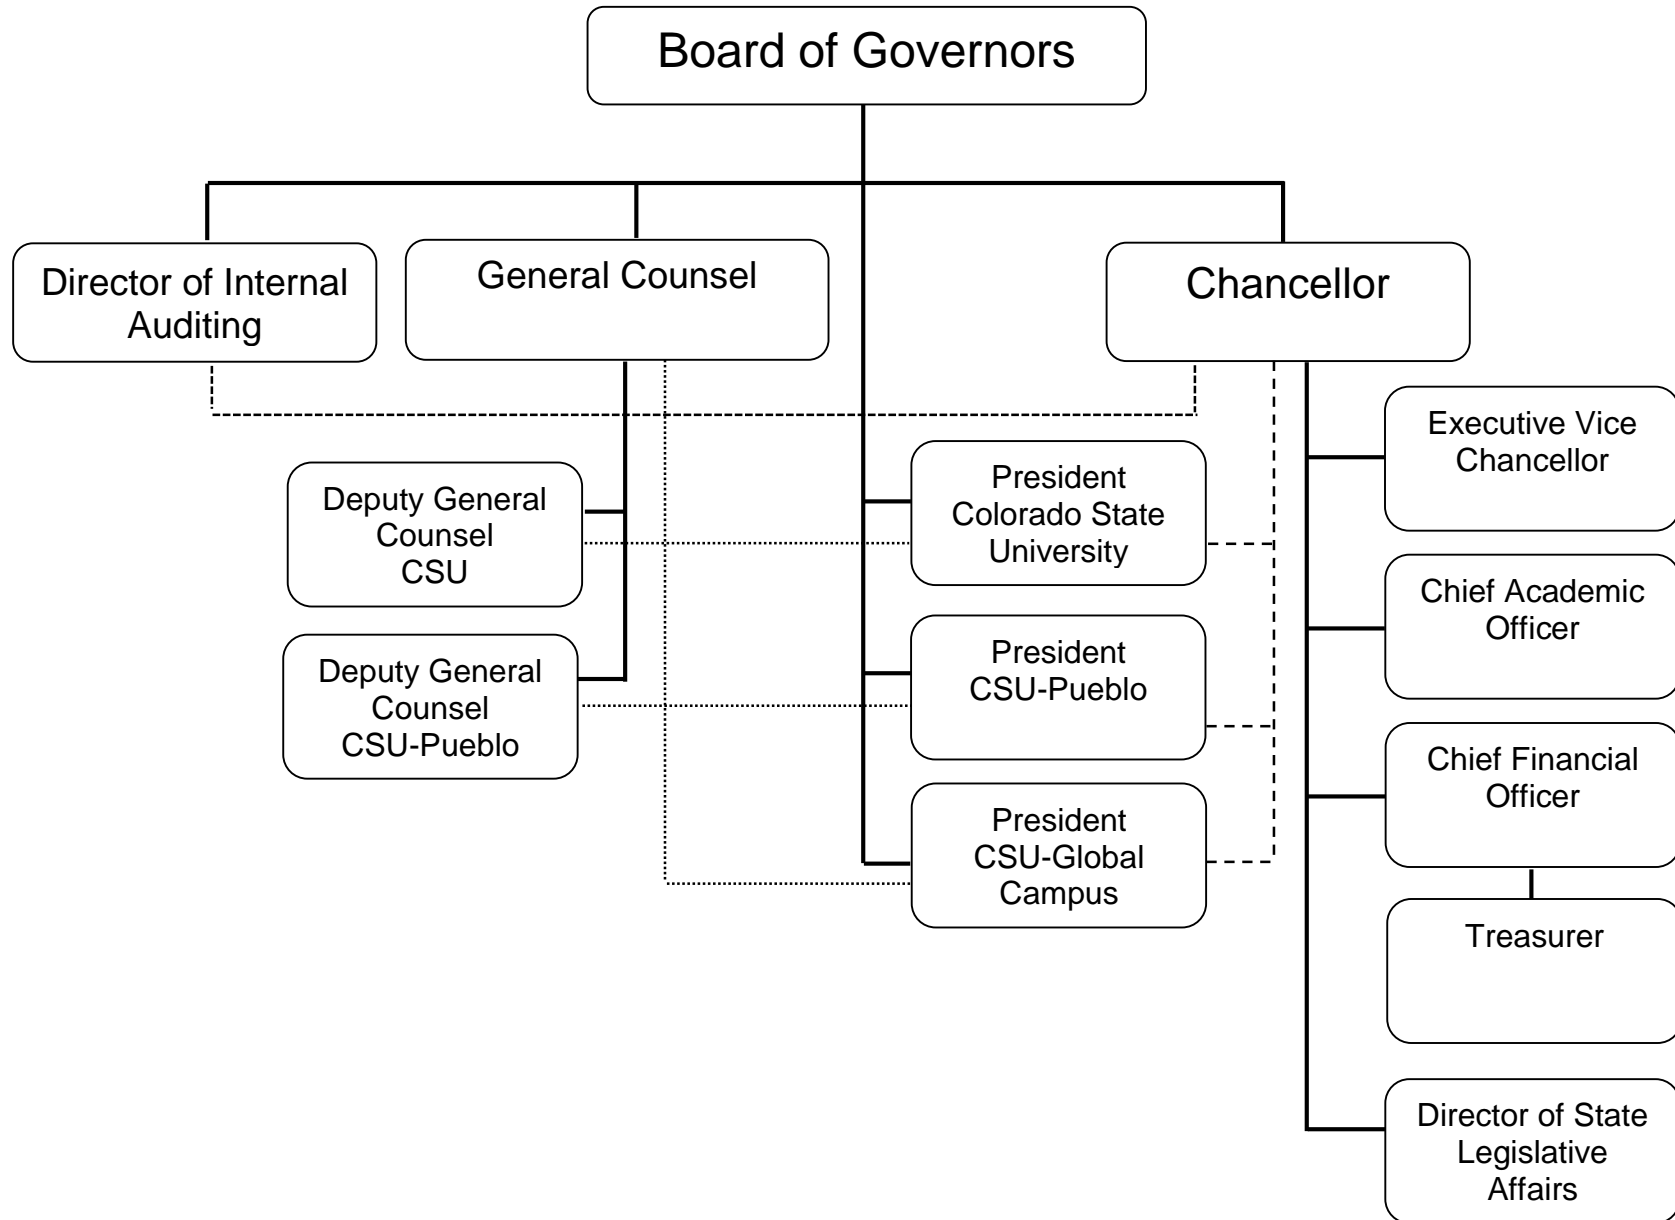 Board of Governors
Director of Internal
Auditing
General Counsel
Chancellor
Deputy General
Counsel
CSU
Deputy General
Counsel
CSU-Pueblo
President
Colorado State
University
President
CSU-Pueblo
President
CSU-Global
Campus
Executive Vice
Chancellor
Chief Academic
Officer
Chief Financial
Officer
Treasurer
Director of State
Legislative
Affairs